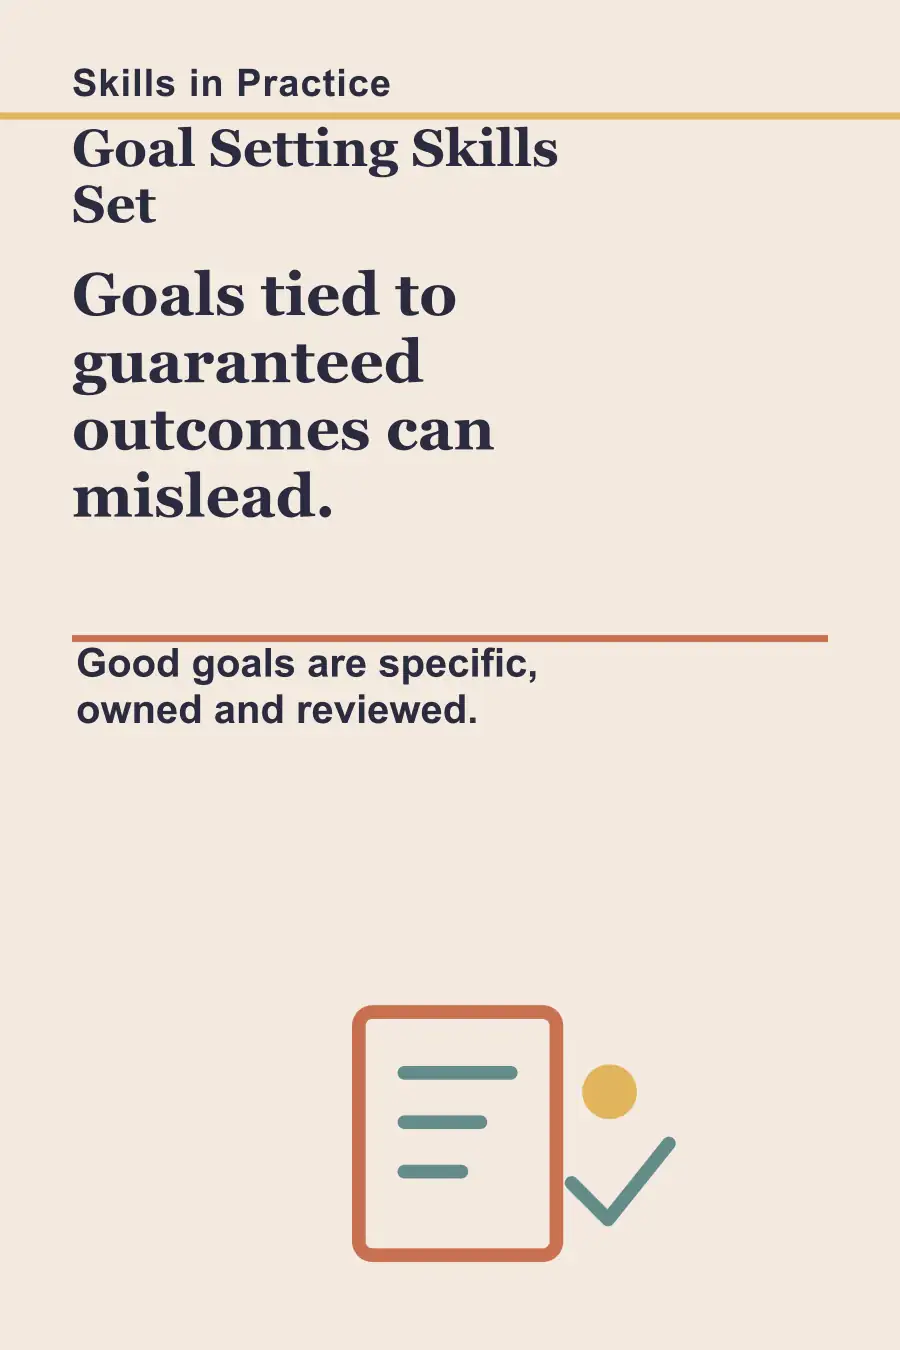 Skills in Practice
Goal Setting Skills
Set
Goals tied to
guaranteed
outcomes can
mislead.
Good goals are specific,
owned and reviewed.